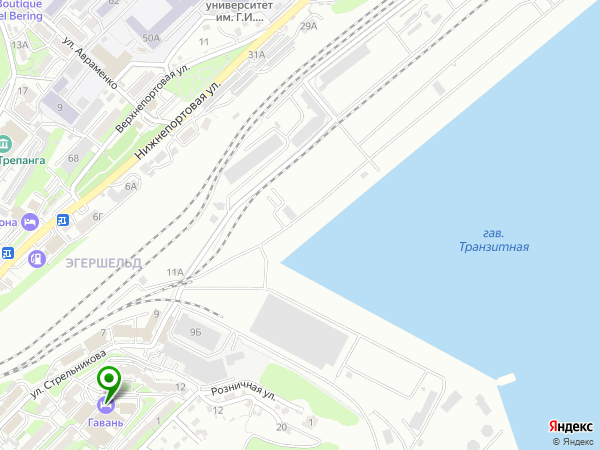 Boutique
el Bering
13А
50А
университет
им. Г.И....
11
31А
29А
ул. Авраменко
17
9
Верхнепортовая ул.
Нижнепортовая ул.
Трепанга
68
6А
она
6Г
гав.
Транзитная
ЭГЕРШЕЛЬД
11А
9
7
9Б
ул. Стрельникова
12
Розничная ул.
12
1
1
20
Гавань
Яндекс
© Яндекс